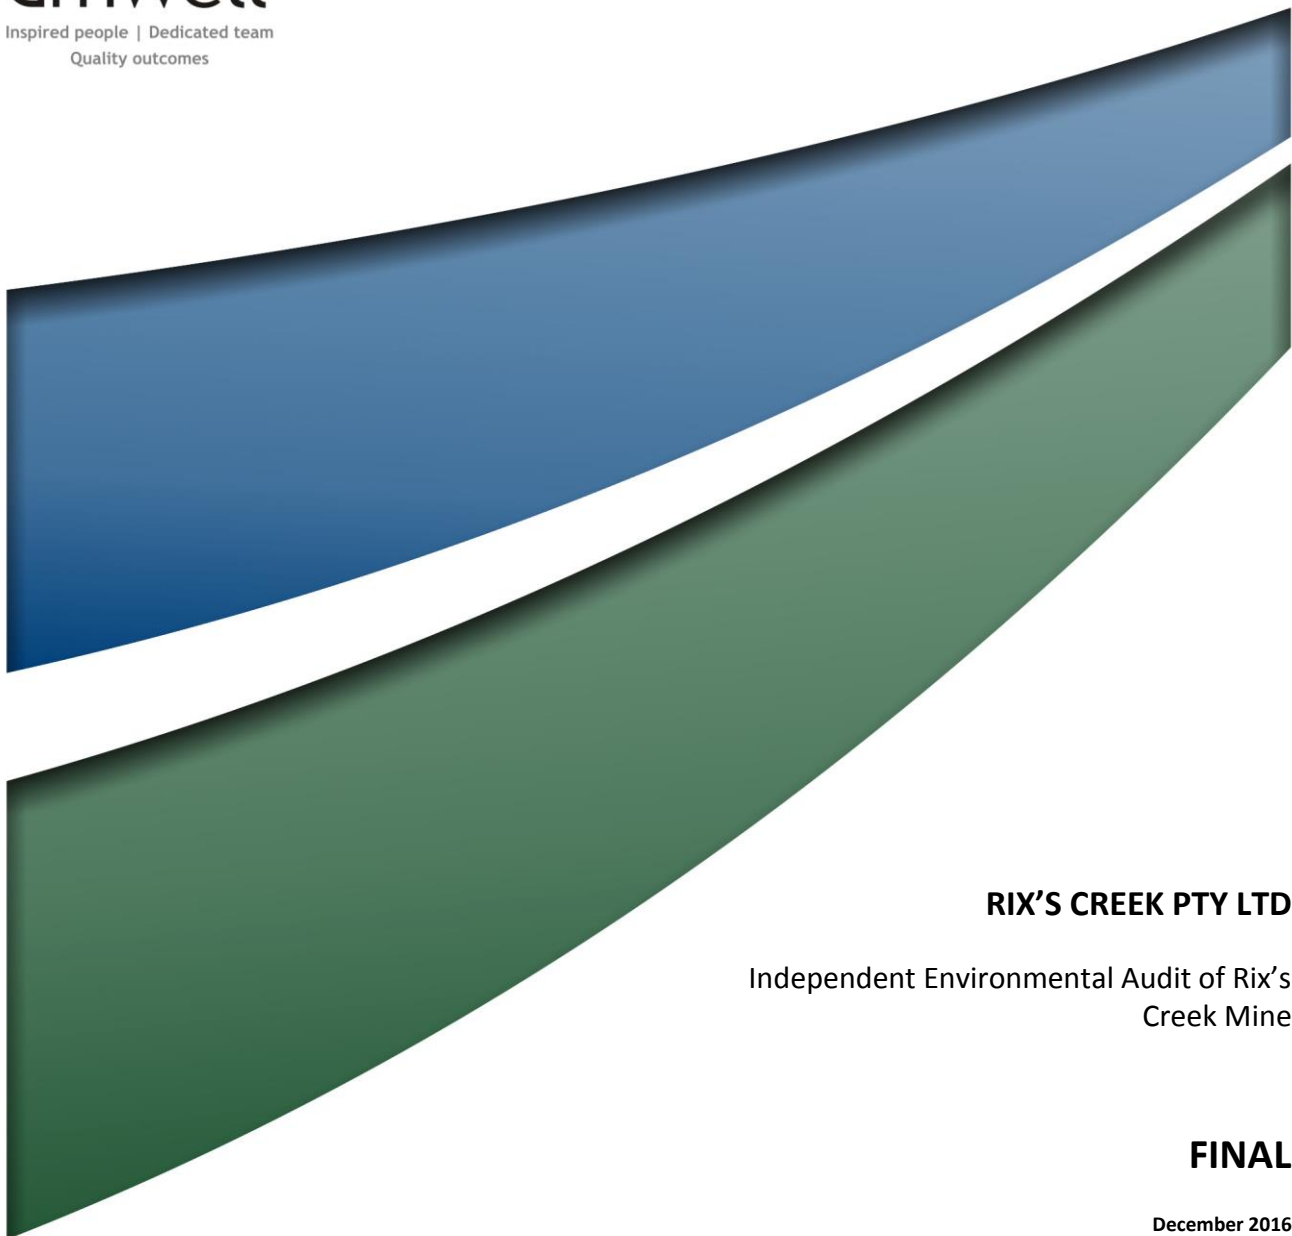 Inspired people | Dedicated team
Quality outcomes
RIX'S CREEK PTY LTD
Independent Environmental Audit of Rix's
Creek Mine
FINAL
December 2016